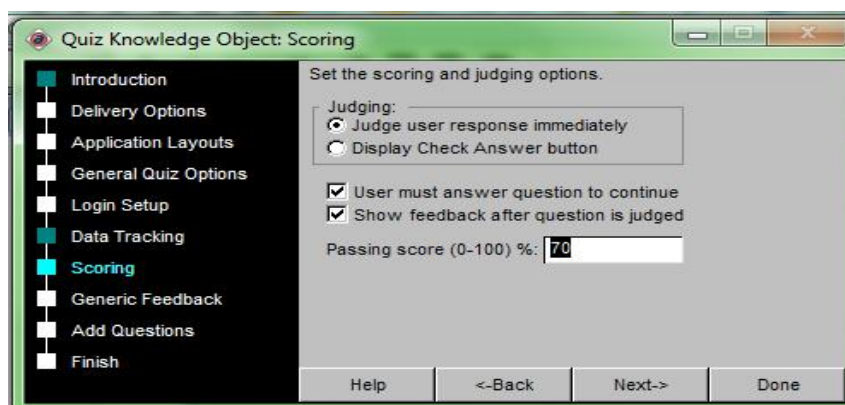 Quiz Knowledge Object: Scoring
Introduction
Delivery Options
Application Layouts
General Quiz Options
Login Setup
Data Tracking
Scoring
Generic Feedback
Add Questions
Finish
Set the scoring and judging options.
Judging:
Judge user response immediately
Display Check Answer button
User must answer question to continue
Show feedback after question is judged
Passing score (0-100) %: 70
Help <-Back Next-> Done